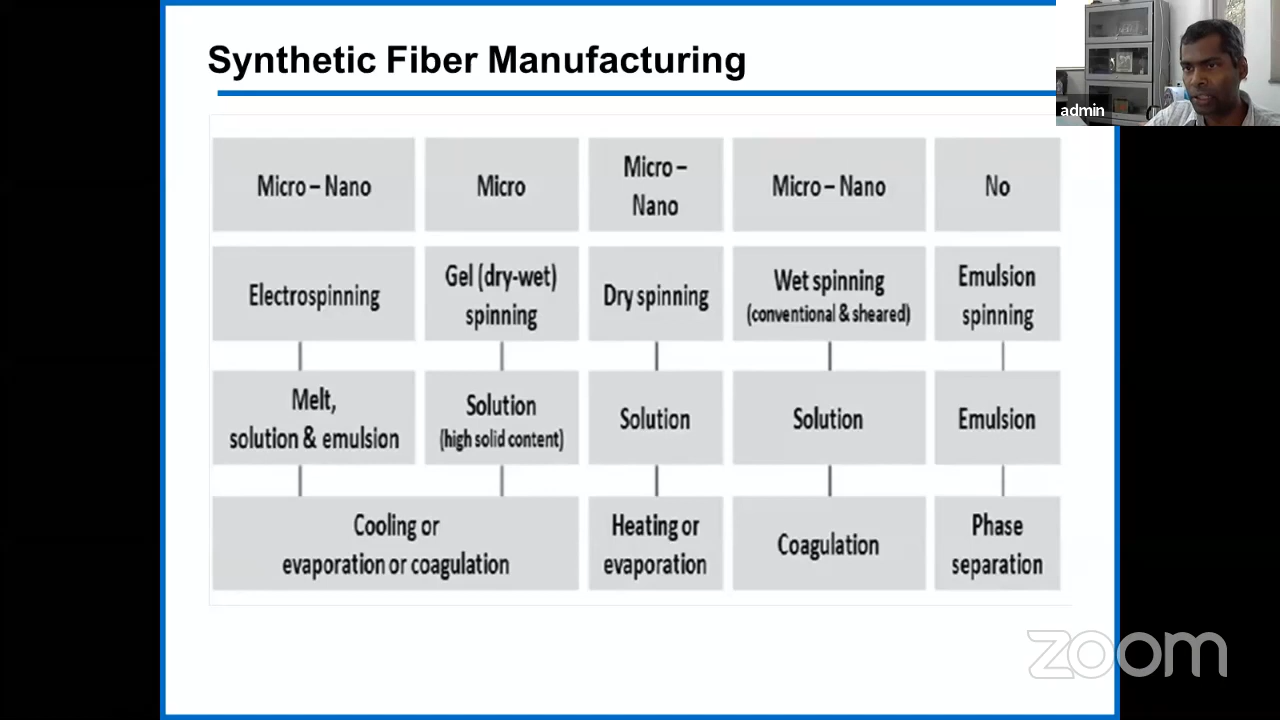 Synthetic Fiber Manufacturing
admin
Micro – Nano
Micro
Micro –
Nano
Micro – Nano
No
Electrospinning
Gel (dry-wet)
spinning
Dry spinning
Wet spinning
(conventional & sheared)
Emulsion
spinning
Melt,
solution & emulsion
Solution
(high solid content)
Solution
Solution
Emulsion
Cooling or
evaporation or coagulation
Heating or
evaporation
Coagulation
Phase
separation
zoom